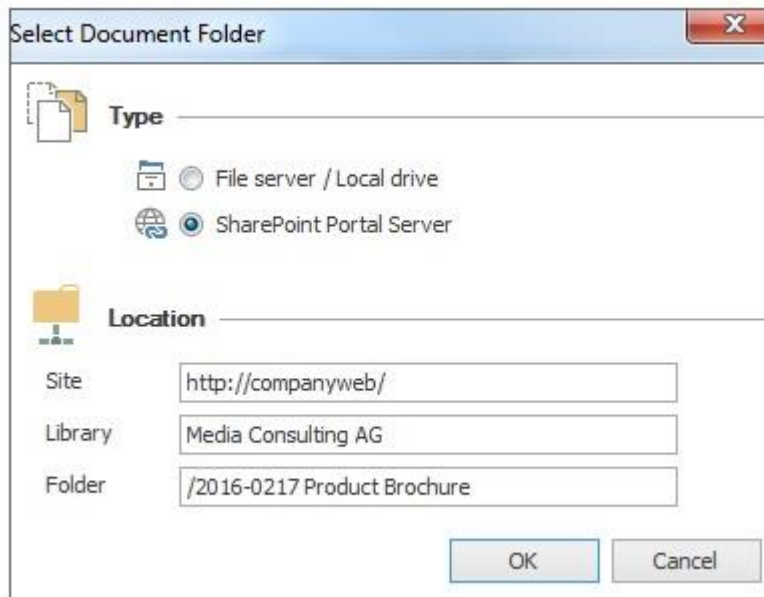 Select Document Folder
Type
File server / Local drive
SharePoint Portal Server
Location
Site http://companyweb/
Library Media Consulting AG
Folder /2016-0217 Product Brochure
OK Cancel